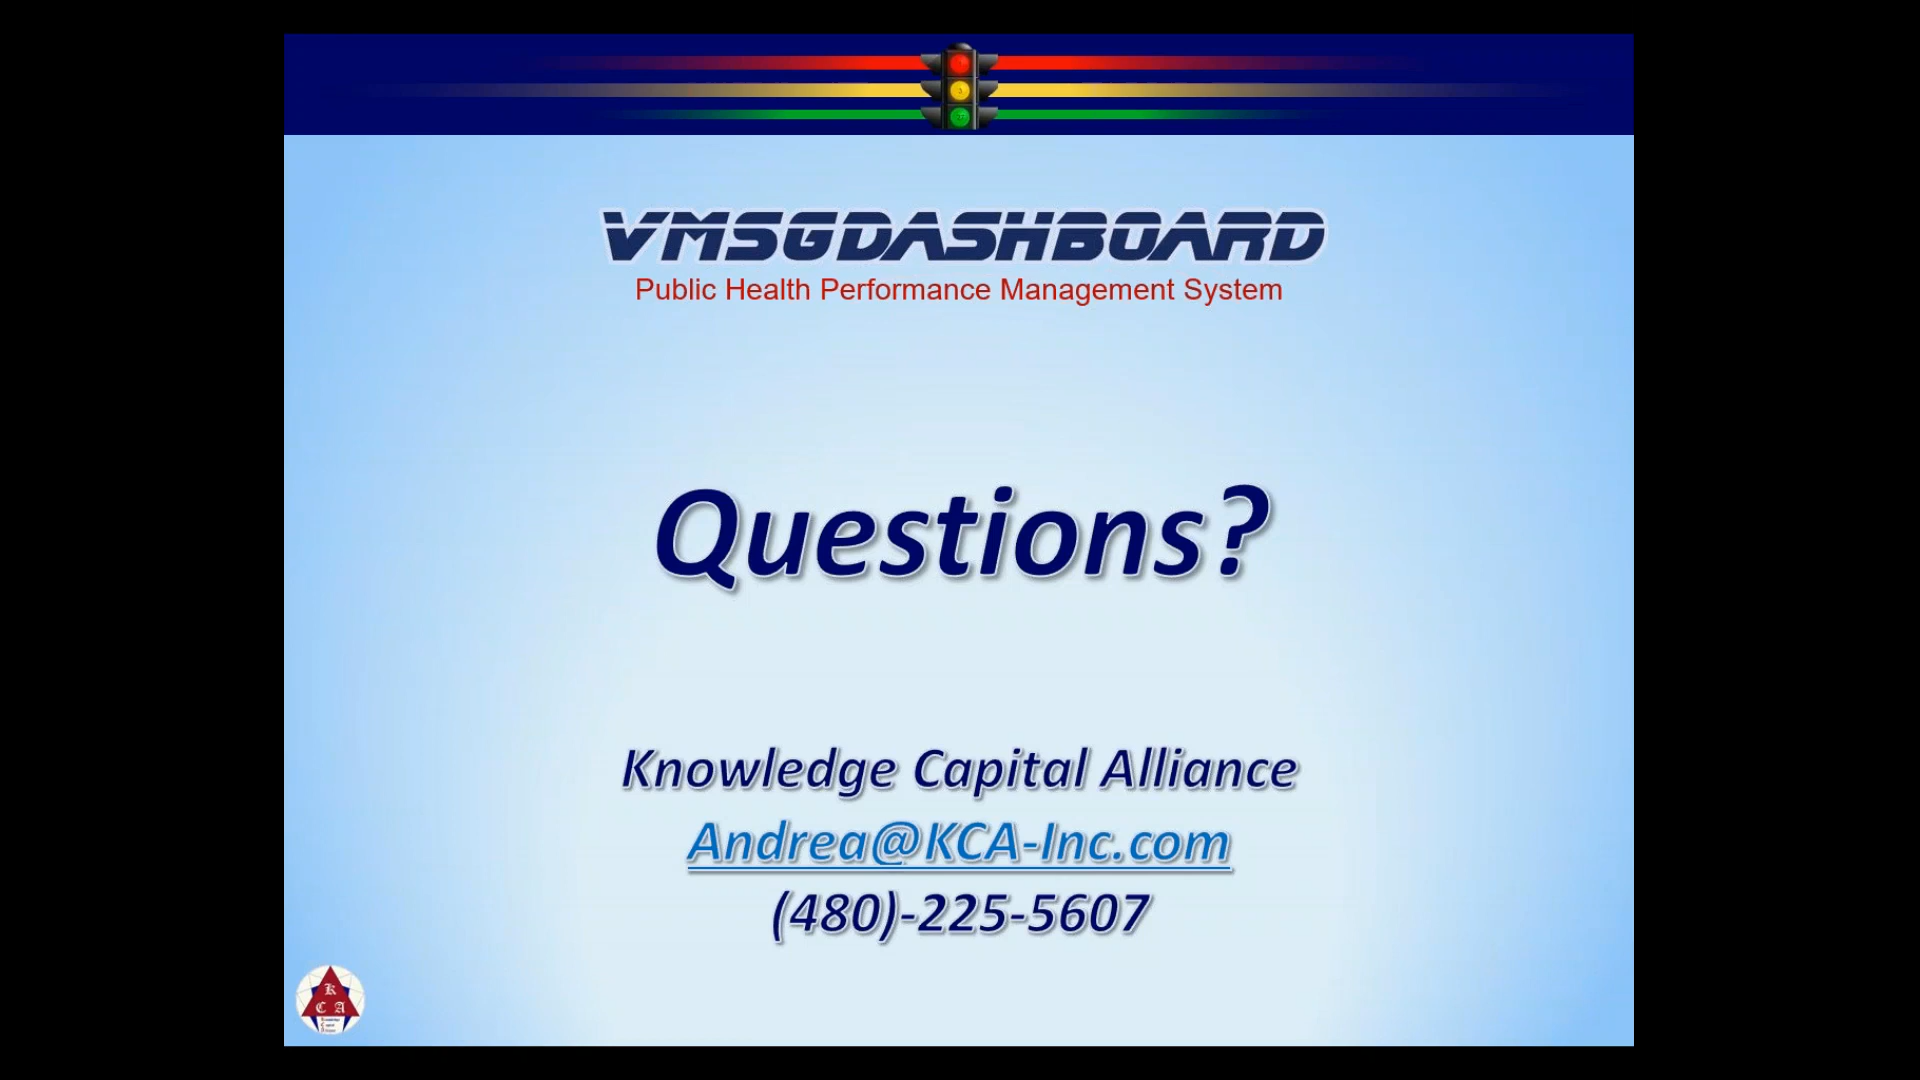 VMSGDASHBOARD
Public Health Performance Management System
Questions?
Knowledge Capital Alliance
Andrea@KCA-Inc.com
(480)-225-5607
K
C A